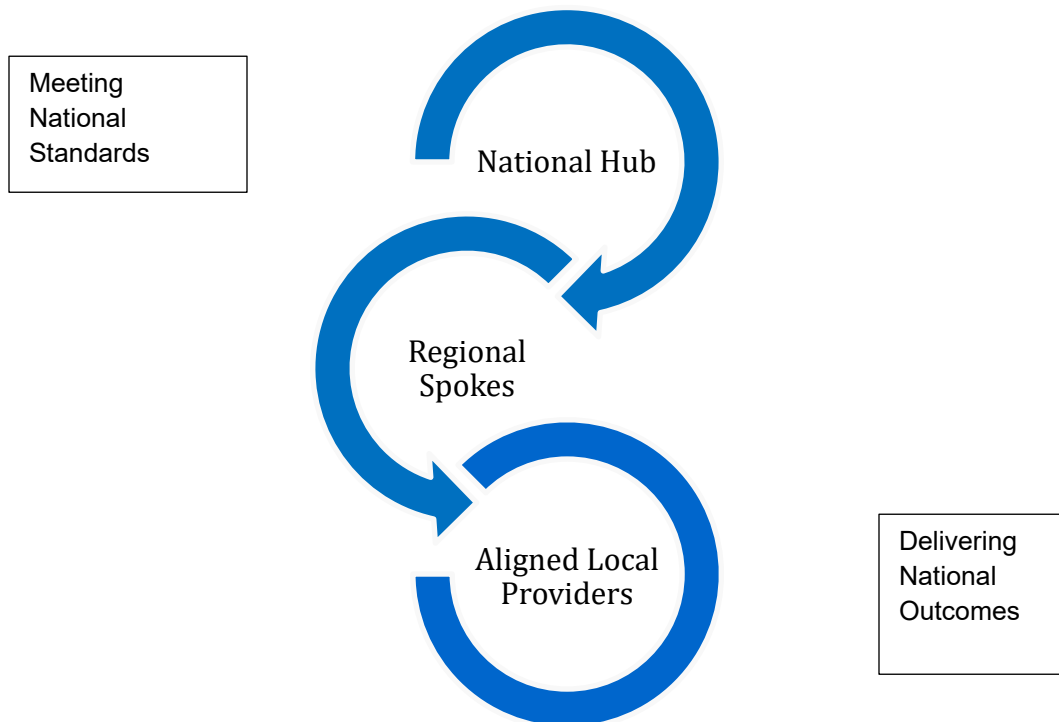 Meeting
National
Standards
National Hub
Regional
Spokes
Aligned Local
Providers
Delivering
National
Outcomes